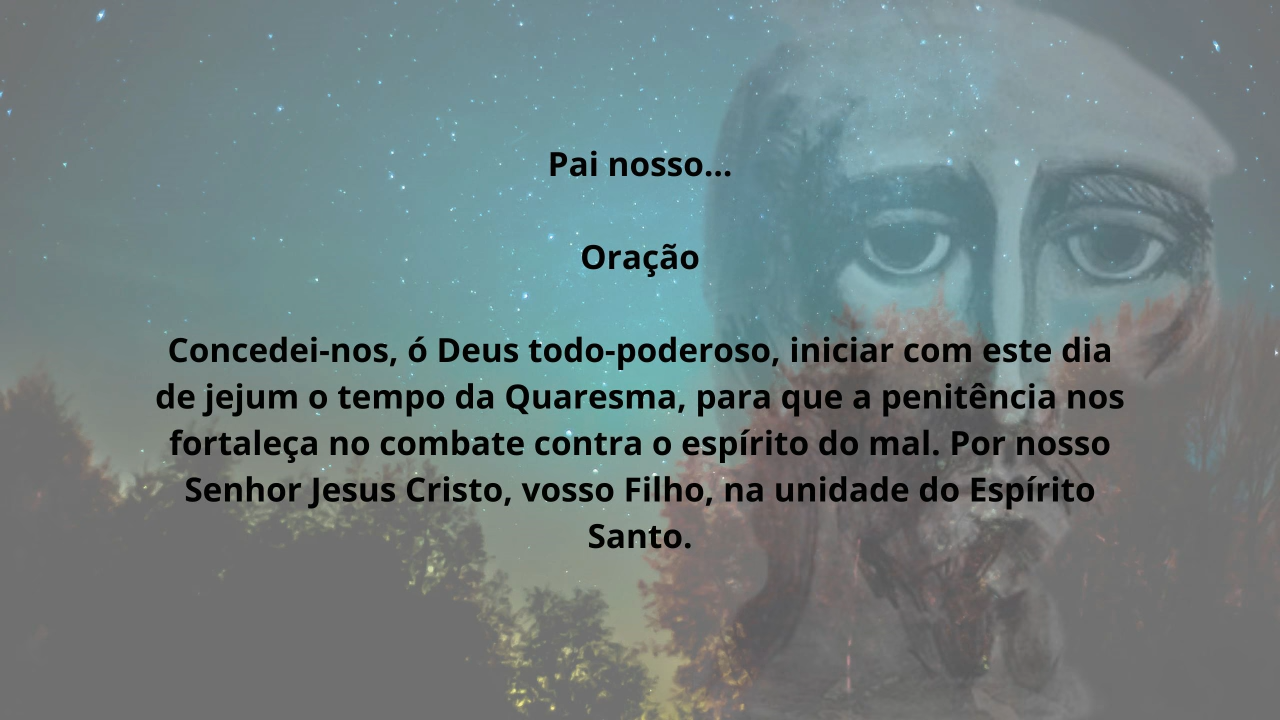 Pai nosso...
Oração
Concedei-nos, ó Deus todo-poderoso, iniciar com este dia
de jejum o tempo da Quaresma, para que a penitência nos
fortaleça no combate contra o espírito do mal. Por nosso
Senhor Jesus Cristo, vosso Filho, na unidade do Espírito
Santo.